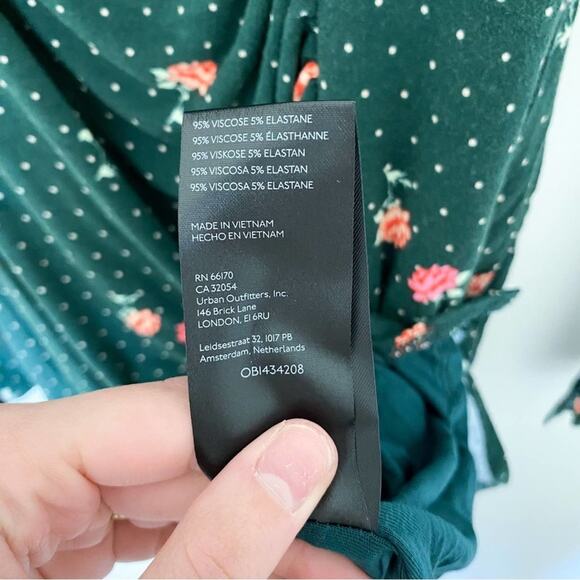 95% VISCOSE 5% ELASTANE
95% VISCOSE 5% ÉLASTHANNE
95% VISKOSE 5% ELASTAN
95% VISCOSA 5% ELASTAN
95% VISCOSA 5% ELASTANE
MADE IN VIETNAM
HECHO EN VIETNAM
RN 66170
CA 32054
Urban Outfitters, Inc.
146 Brick Lane
LONDON, E1 6RU
Leidsestraat 32, 1017 PB
Amsterdam, Netherlands
OB1434208